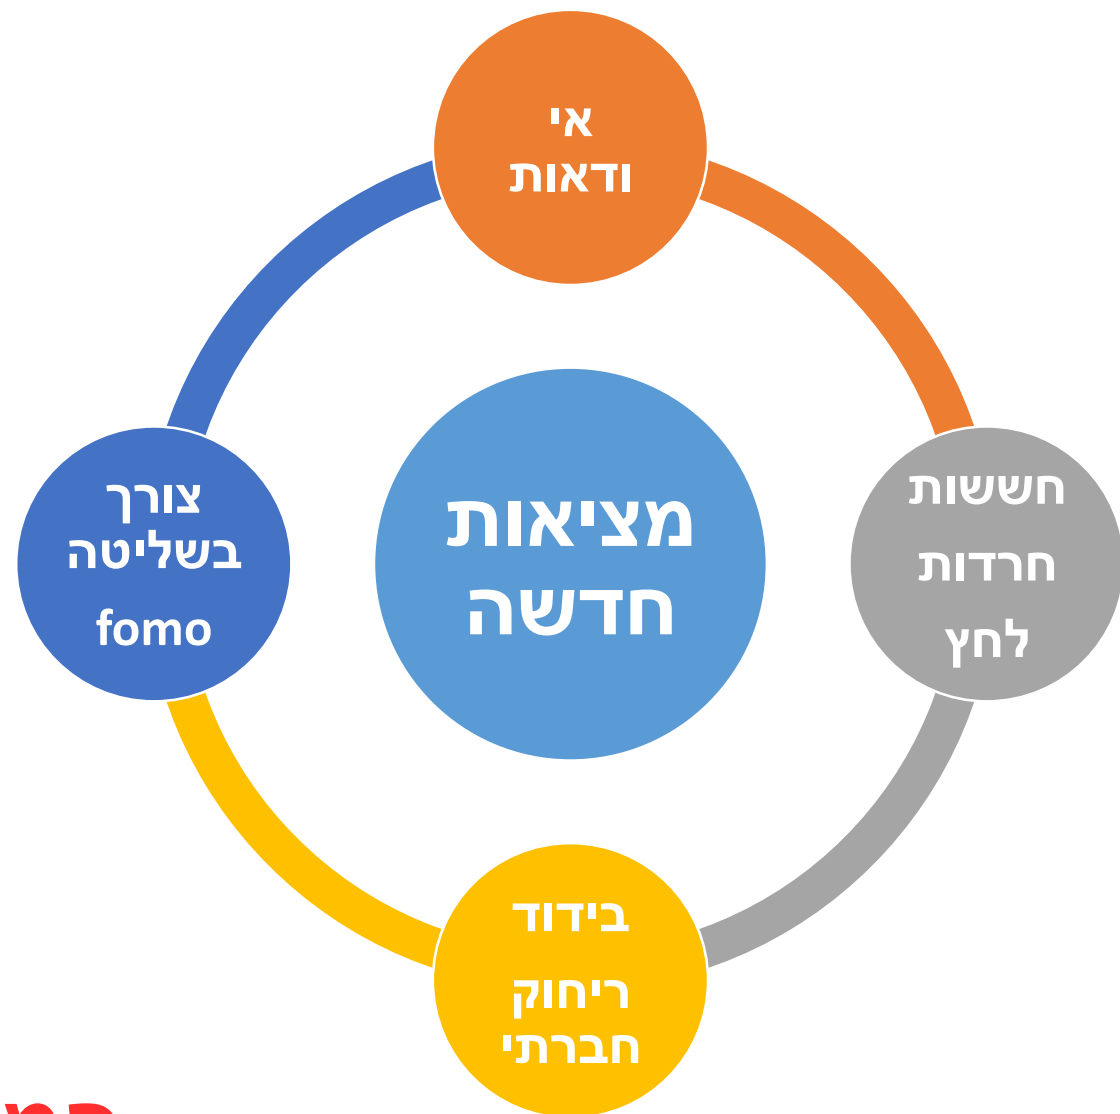 אי
ודאות
חששות
חרדות
לחץ
בידוד
ריחוק
חברתי
צורך
בשליטה
fomo
מציאות
חדשה